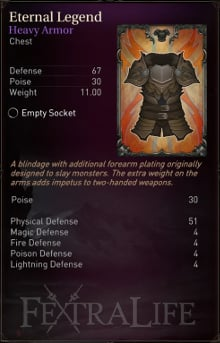 Eternal Legend
Heavy Armor
Chest
Defense 67
Poise 30
Weight 11.00
Empty Socket
A blindage with additional forearm plating originally
designed to slay monsters. The extra weight on the
arms adds impetus to two-handed weapons.
Poise 30
Physical Defense 51
Magic Defense 4
Fire Defense 4
Poison Defense 4
Lightning Defense 4
FEXTRALIFE